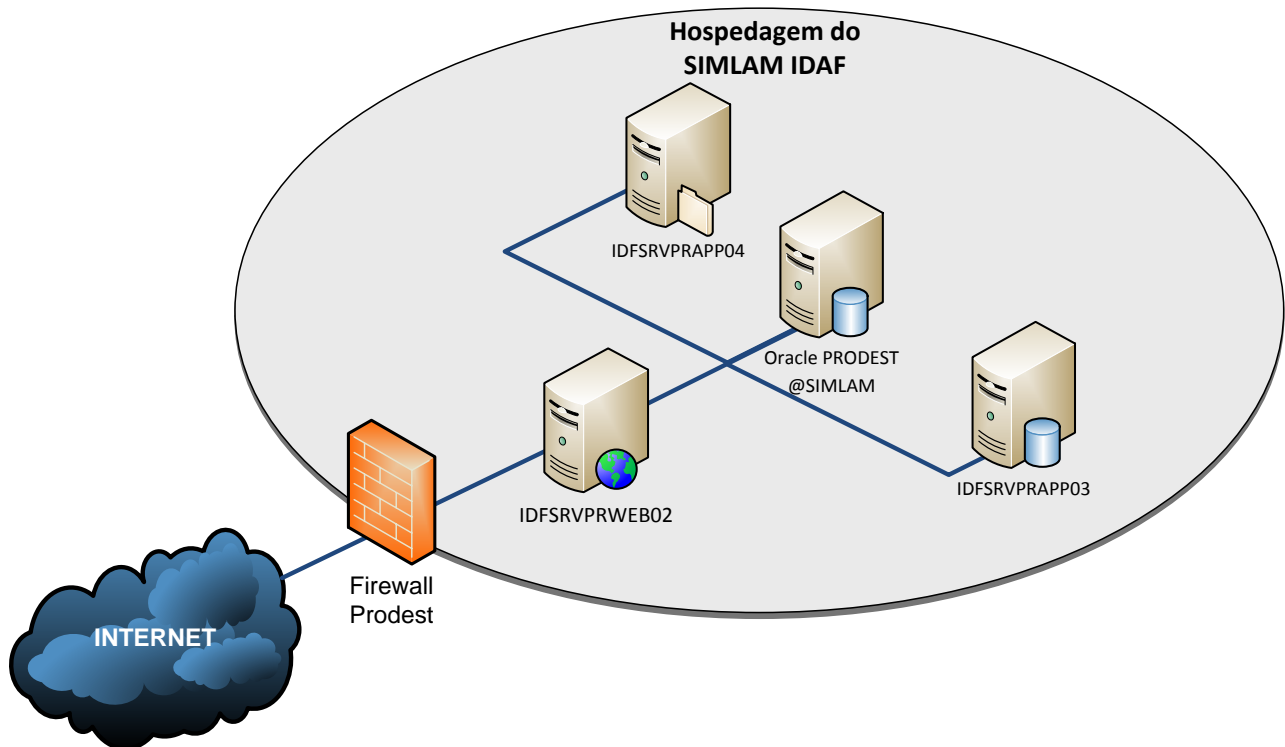 Hospedagem do
SIMLAM IDAF
IDFSRVPRAPP04
Oracle PRODEST
@SIMLAM
IDFSRVPRAPP03
IDFSRVPRWEB02
Firewall
Prodest
INTERNET